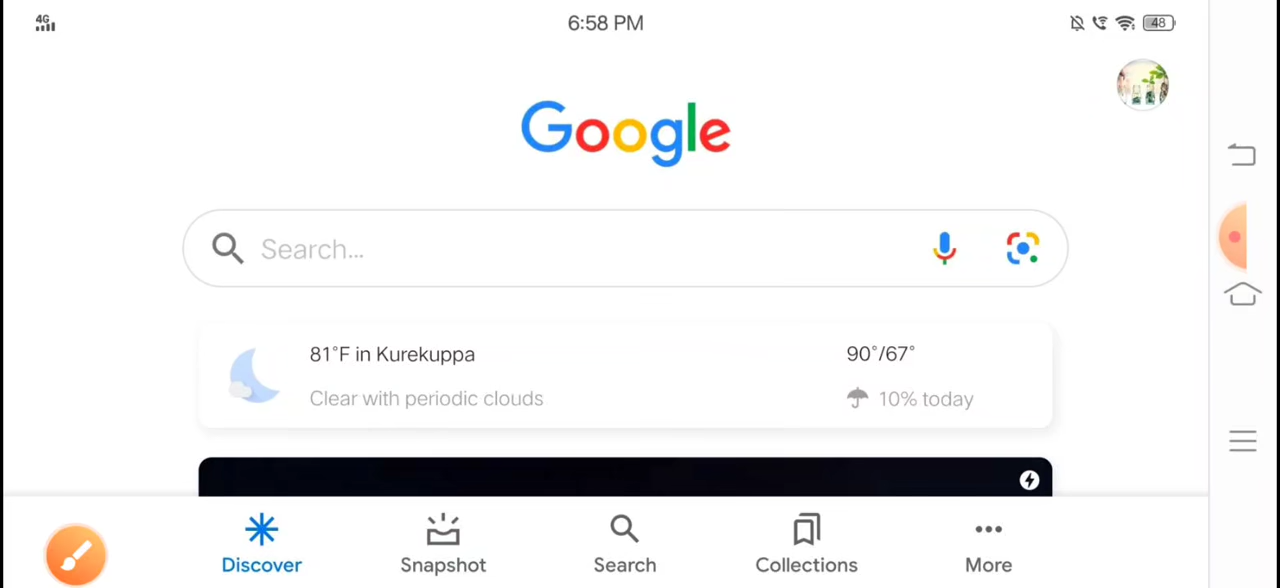 4G
6:58 PM
48
Google
Search...
81°F in Kurekuppa
90°/67°
Clear with periodic clouds
10% today
Discover
Snapshot
Search
Collections
More